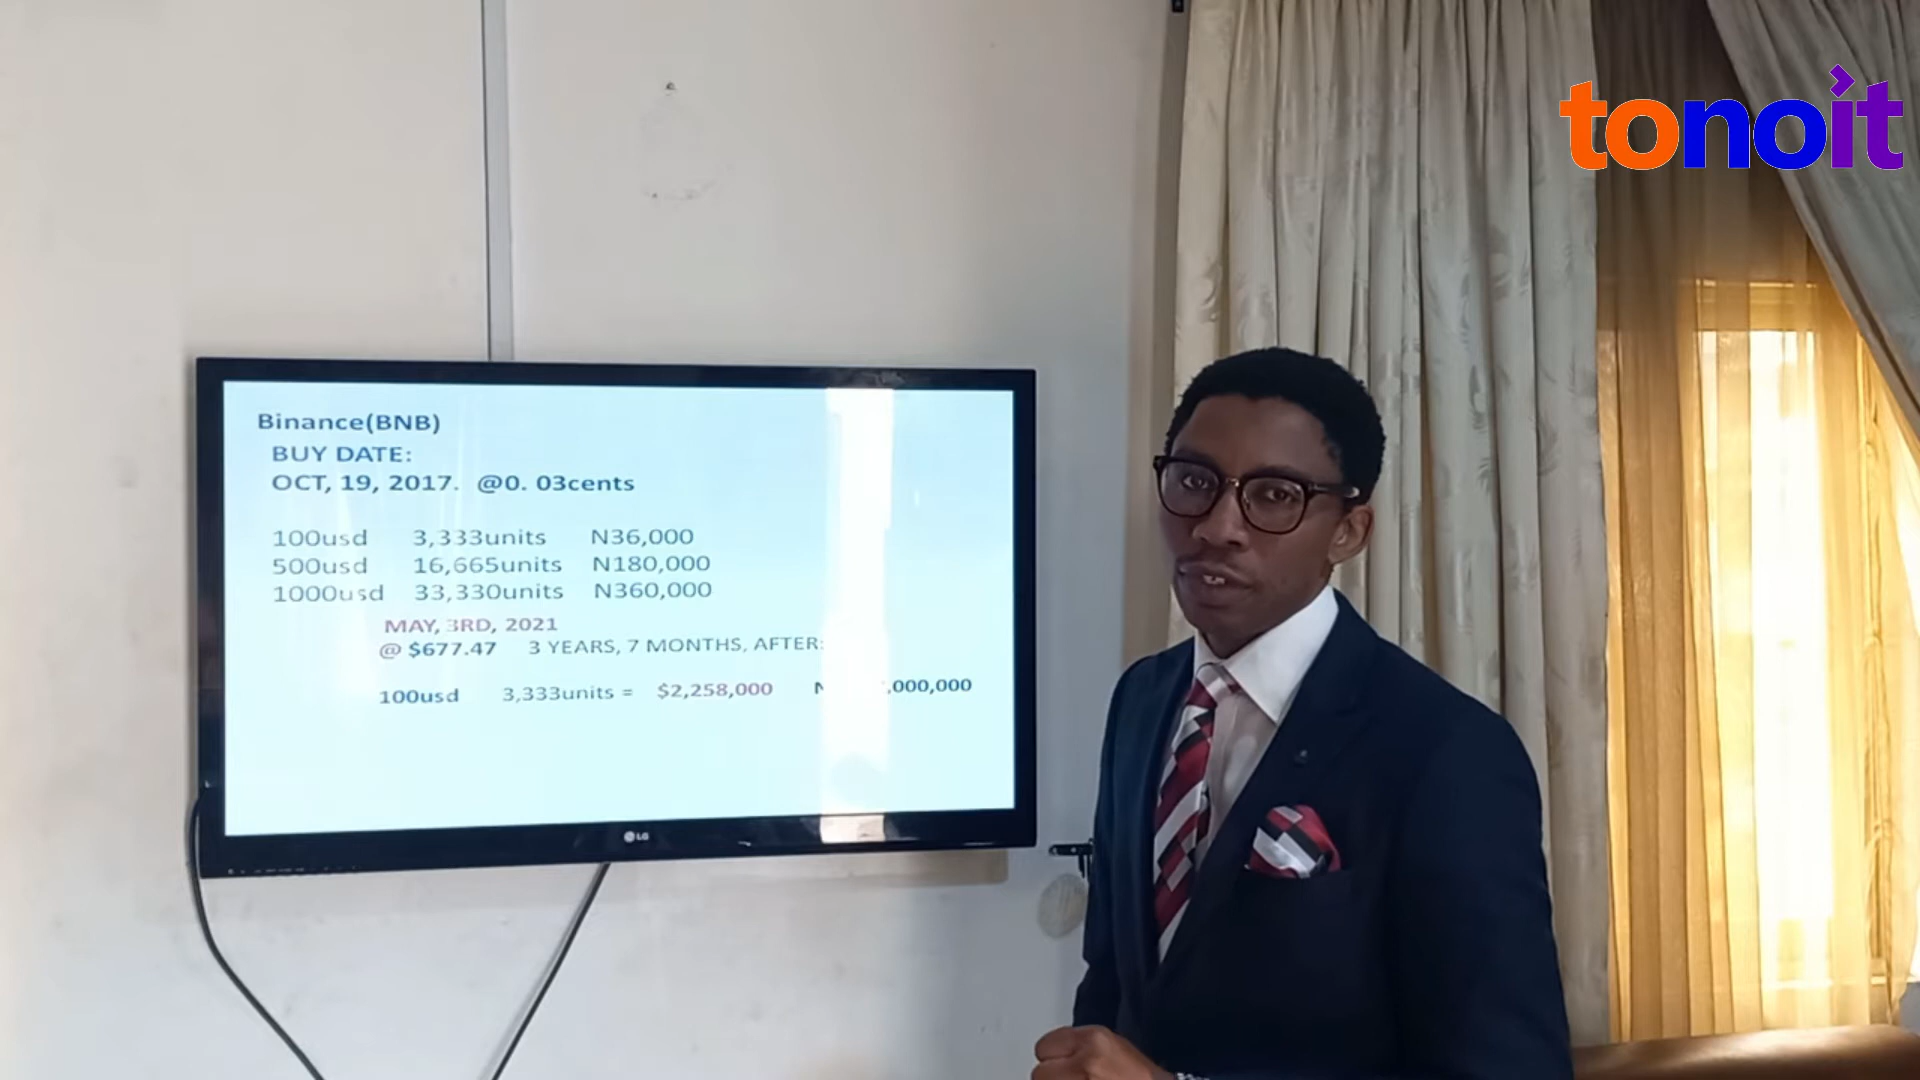 tonoit
Binance(BNB)
BUY DATE:
OCT, 19, 2017. @0. 03cents
100usd 3,333units N36,000
500usd 16,665units N180,000
1000usd 33,330units N360,000
MAY, 3RD, 2021
@ $677.47 3 YEARS, 7 MONTHS, AFTER:
100usd 3,333units = $2,258,000
LG